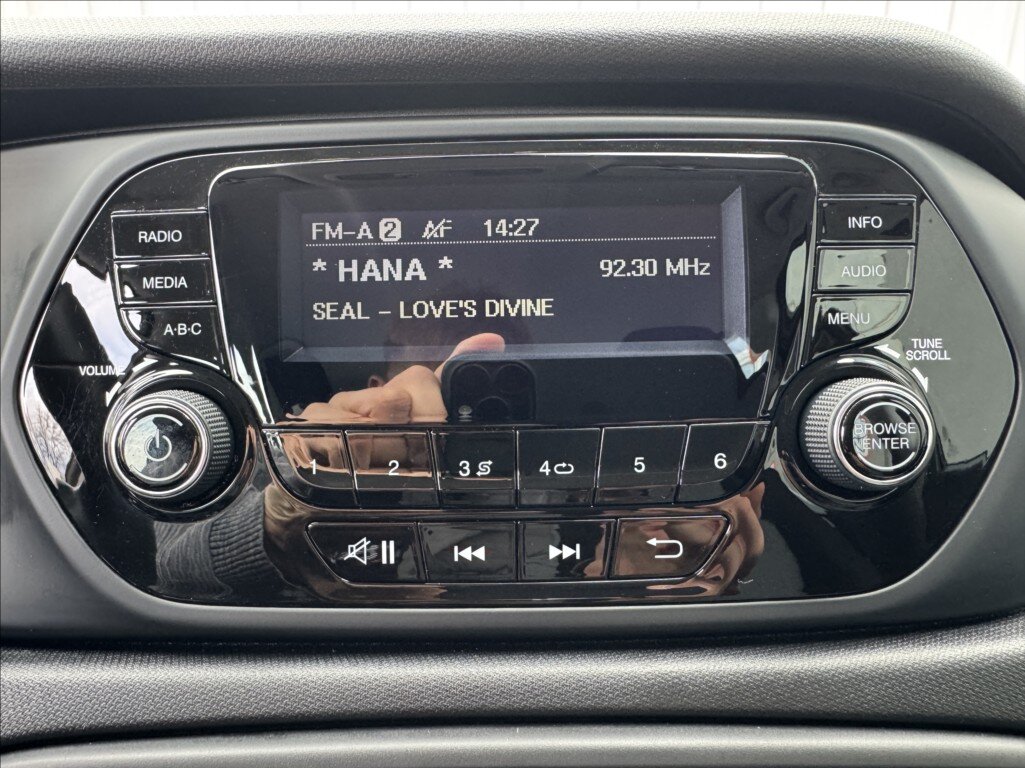 RADIO
MEDIA
A·B·C
VOLUME
FM-A 2 AF 14:27
* HANA * 92.30 MHz
SEAL - LOVE'S DIVINE
INFO
AUDIO
MENU
TUNE
SCROLL
BROWSE
ENTER
1 2 3 4 5 6